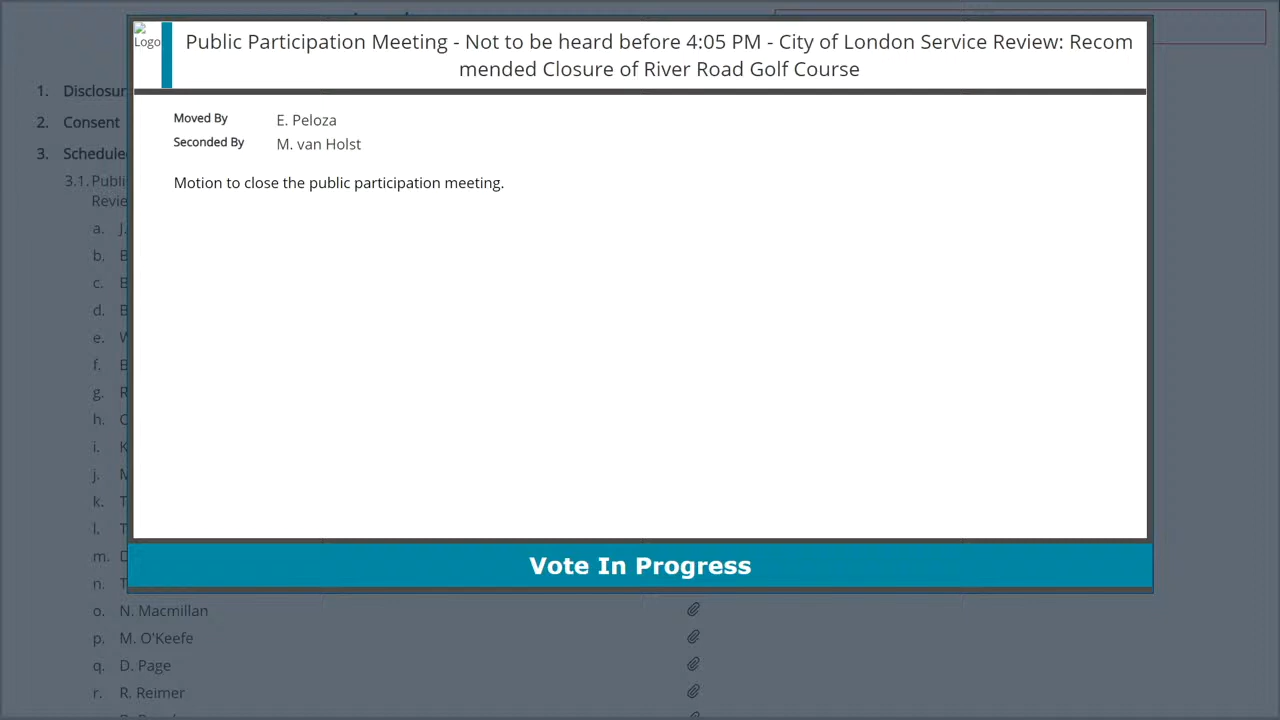 Logo
Public Participation Meeting - Not to be heard before 4:05 PM - City of London Service Review: Recom
mended Closure of River Road Golf Course
Moved By E. Peloza
Seconded By M. van Holst
Motion to close the public participation meeting.
Vote In Progress
1.
2. Consent
3.
3.1.
a. J.
b.
c.
d.
e.
f.
g.
h.
i.
j.
k.
l.
m.
n.
o. N. Macmillan
p. M. O'Keefe
q. D. Page
r. R. Reimer